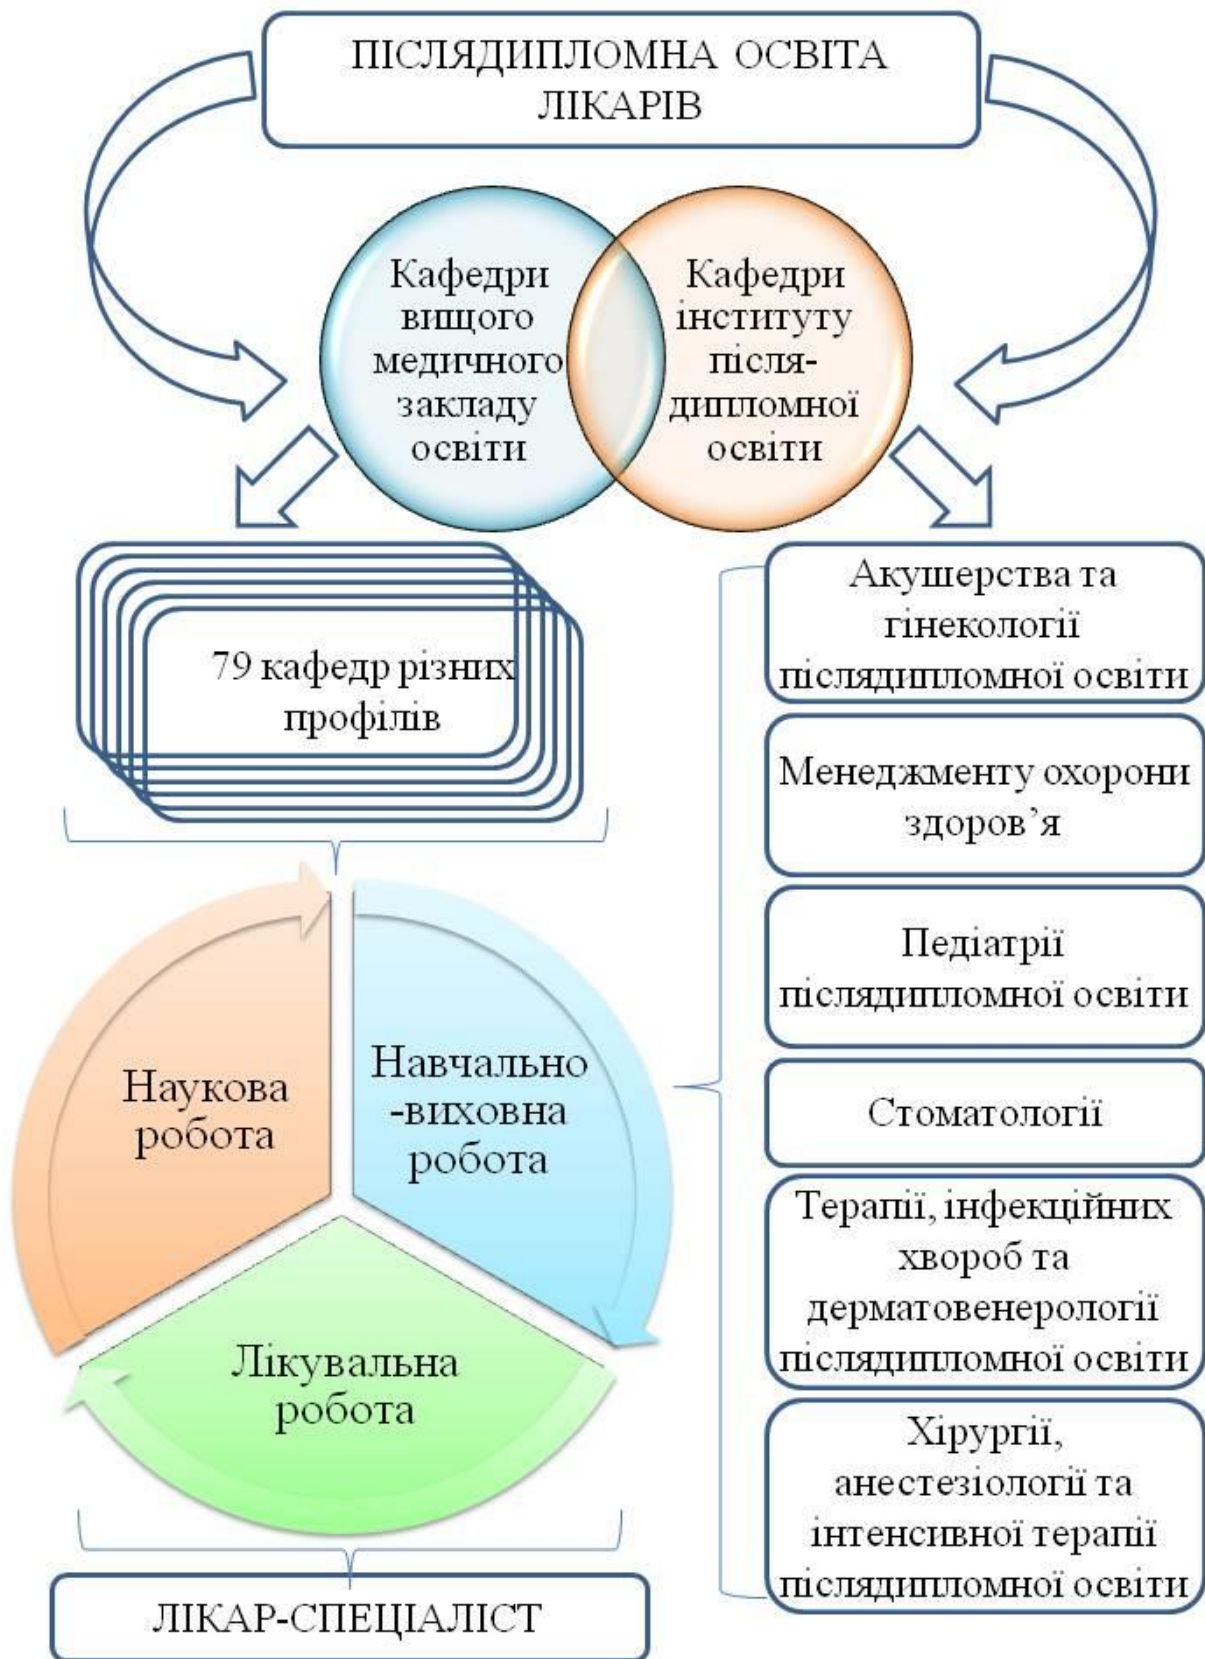 ПІСЛЯДИПЛОМНА ОСВІТА
ЛІКАРІВ
Кафедри
вищого
медичного
закладу
освіти
Кафедри
інституту
після-
дипломної
освіти
79 кафедр різних
профілів
Акушерства та
гінекології
післядипломної освіти
Менеджменту охорони
здоров’я
Педіатрії
післядипломної освіти
Стоматології
Терапії, інфекційних
хвороб та
дерматовенерології
післядипломної освіти
Хірургії,
анестезіології та
інтенсивної терапії
післядипломної освіти
Наукова
робота
Навчально
-виховна
робота
Лікувальна
робота
ЛІКАР-СПЕЦІАЛІСТ